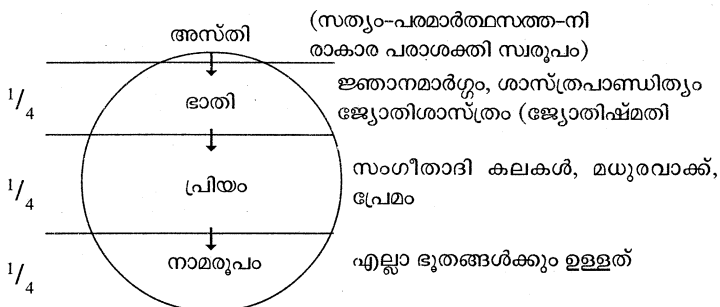 അസ്തി (സത്യം-പരമാർത്ഥസത്ത-നി
രാകാര പരാശക്തി സ്വരൂപം)
1/4 ഭാതി ജ്ഞാനമാർഗ്ഗം, ശാസ്ത്രപാണ്ഡിത്യം
ജ്യോതിശാസ്ത്രം (ജ്യോതിഷ്മതി
1/4 പ്രിയം സംഗീതാദി കലകൾ, മധുരവാക്ക്,
പ്രേമം
1/4 നാമരൂപം എല്ലാ ഭൂതങ്ങൾക്കും ഉള്ളത്